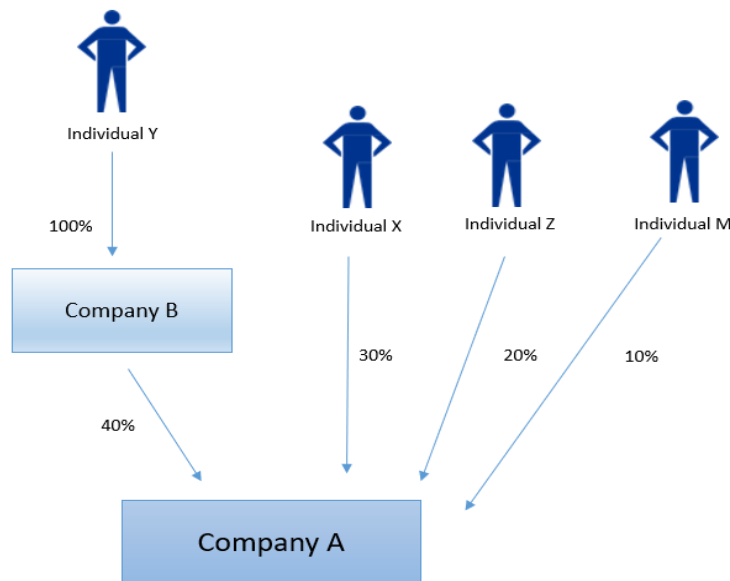 Individual Y
Individual X
Individual Z
Individual M
100%
Company B
30%
20%
10%
40%
Company A